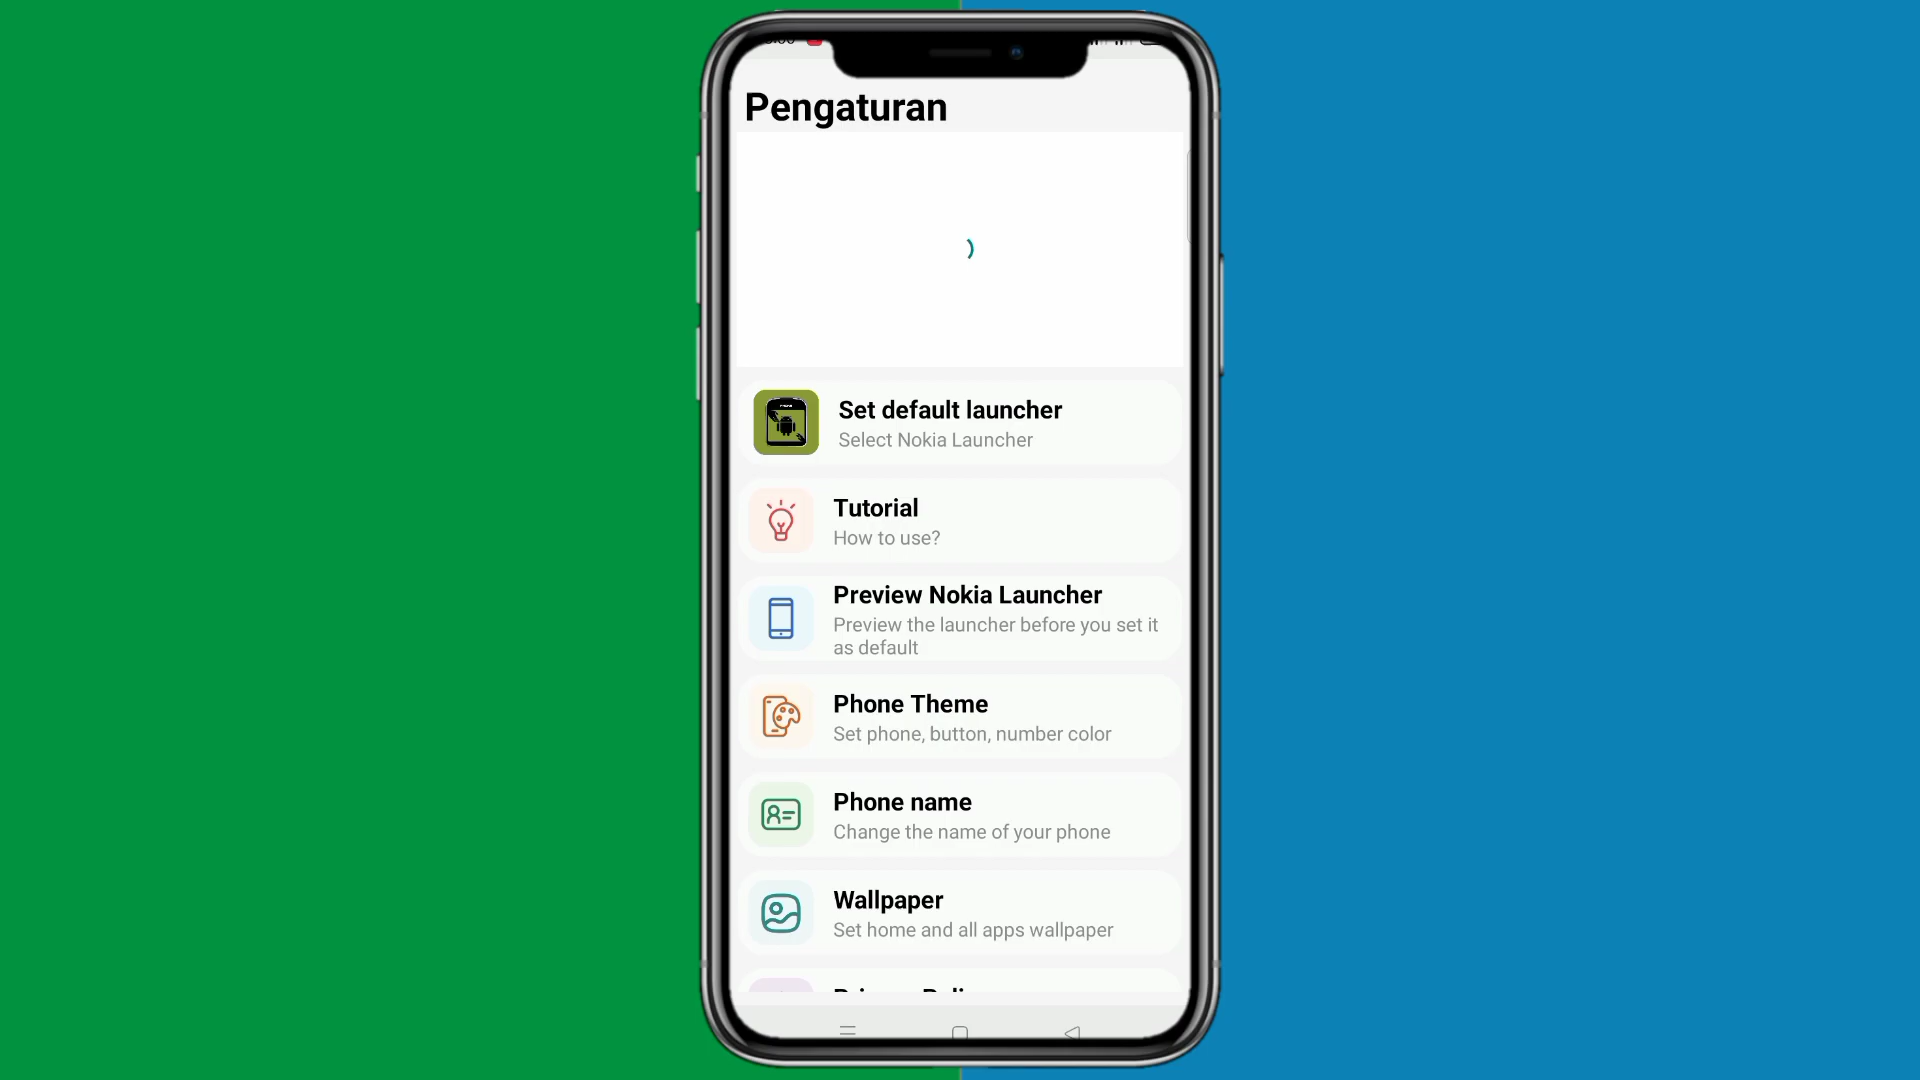 Pengaturan
Set default launcher
Select Nokia Launcher
Tutorial
How to use?
Preview Nokia Launcher
Preview the launcher before you set it
as default
Phone Theme
Set phone, button, number color
Phone name
Change the name of your phone
Wallpaper
Set home and all apps wallpaper